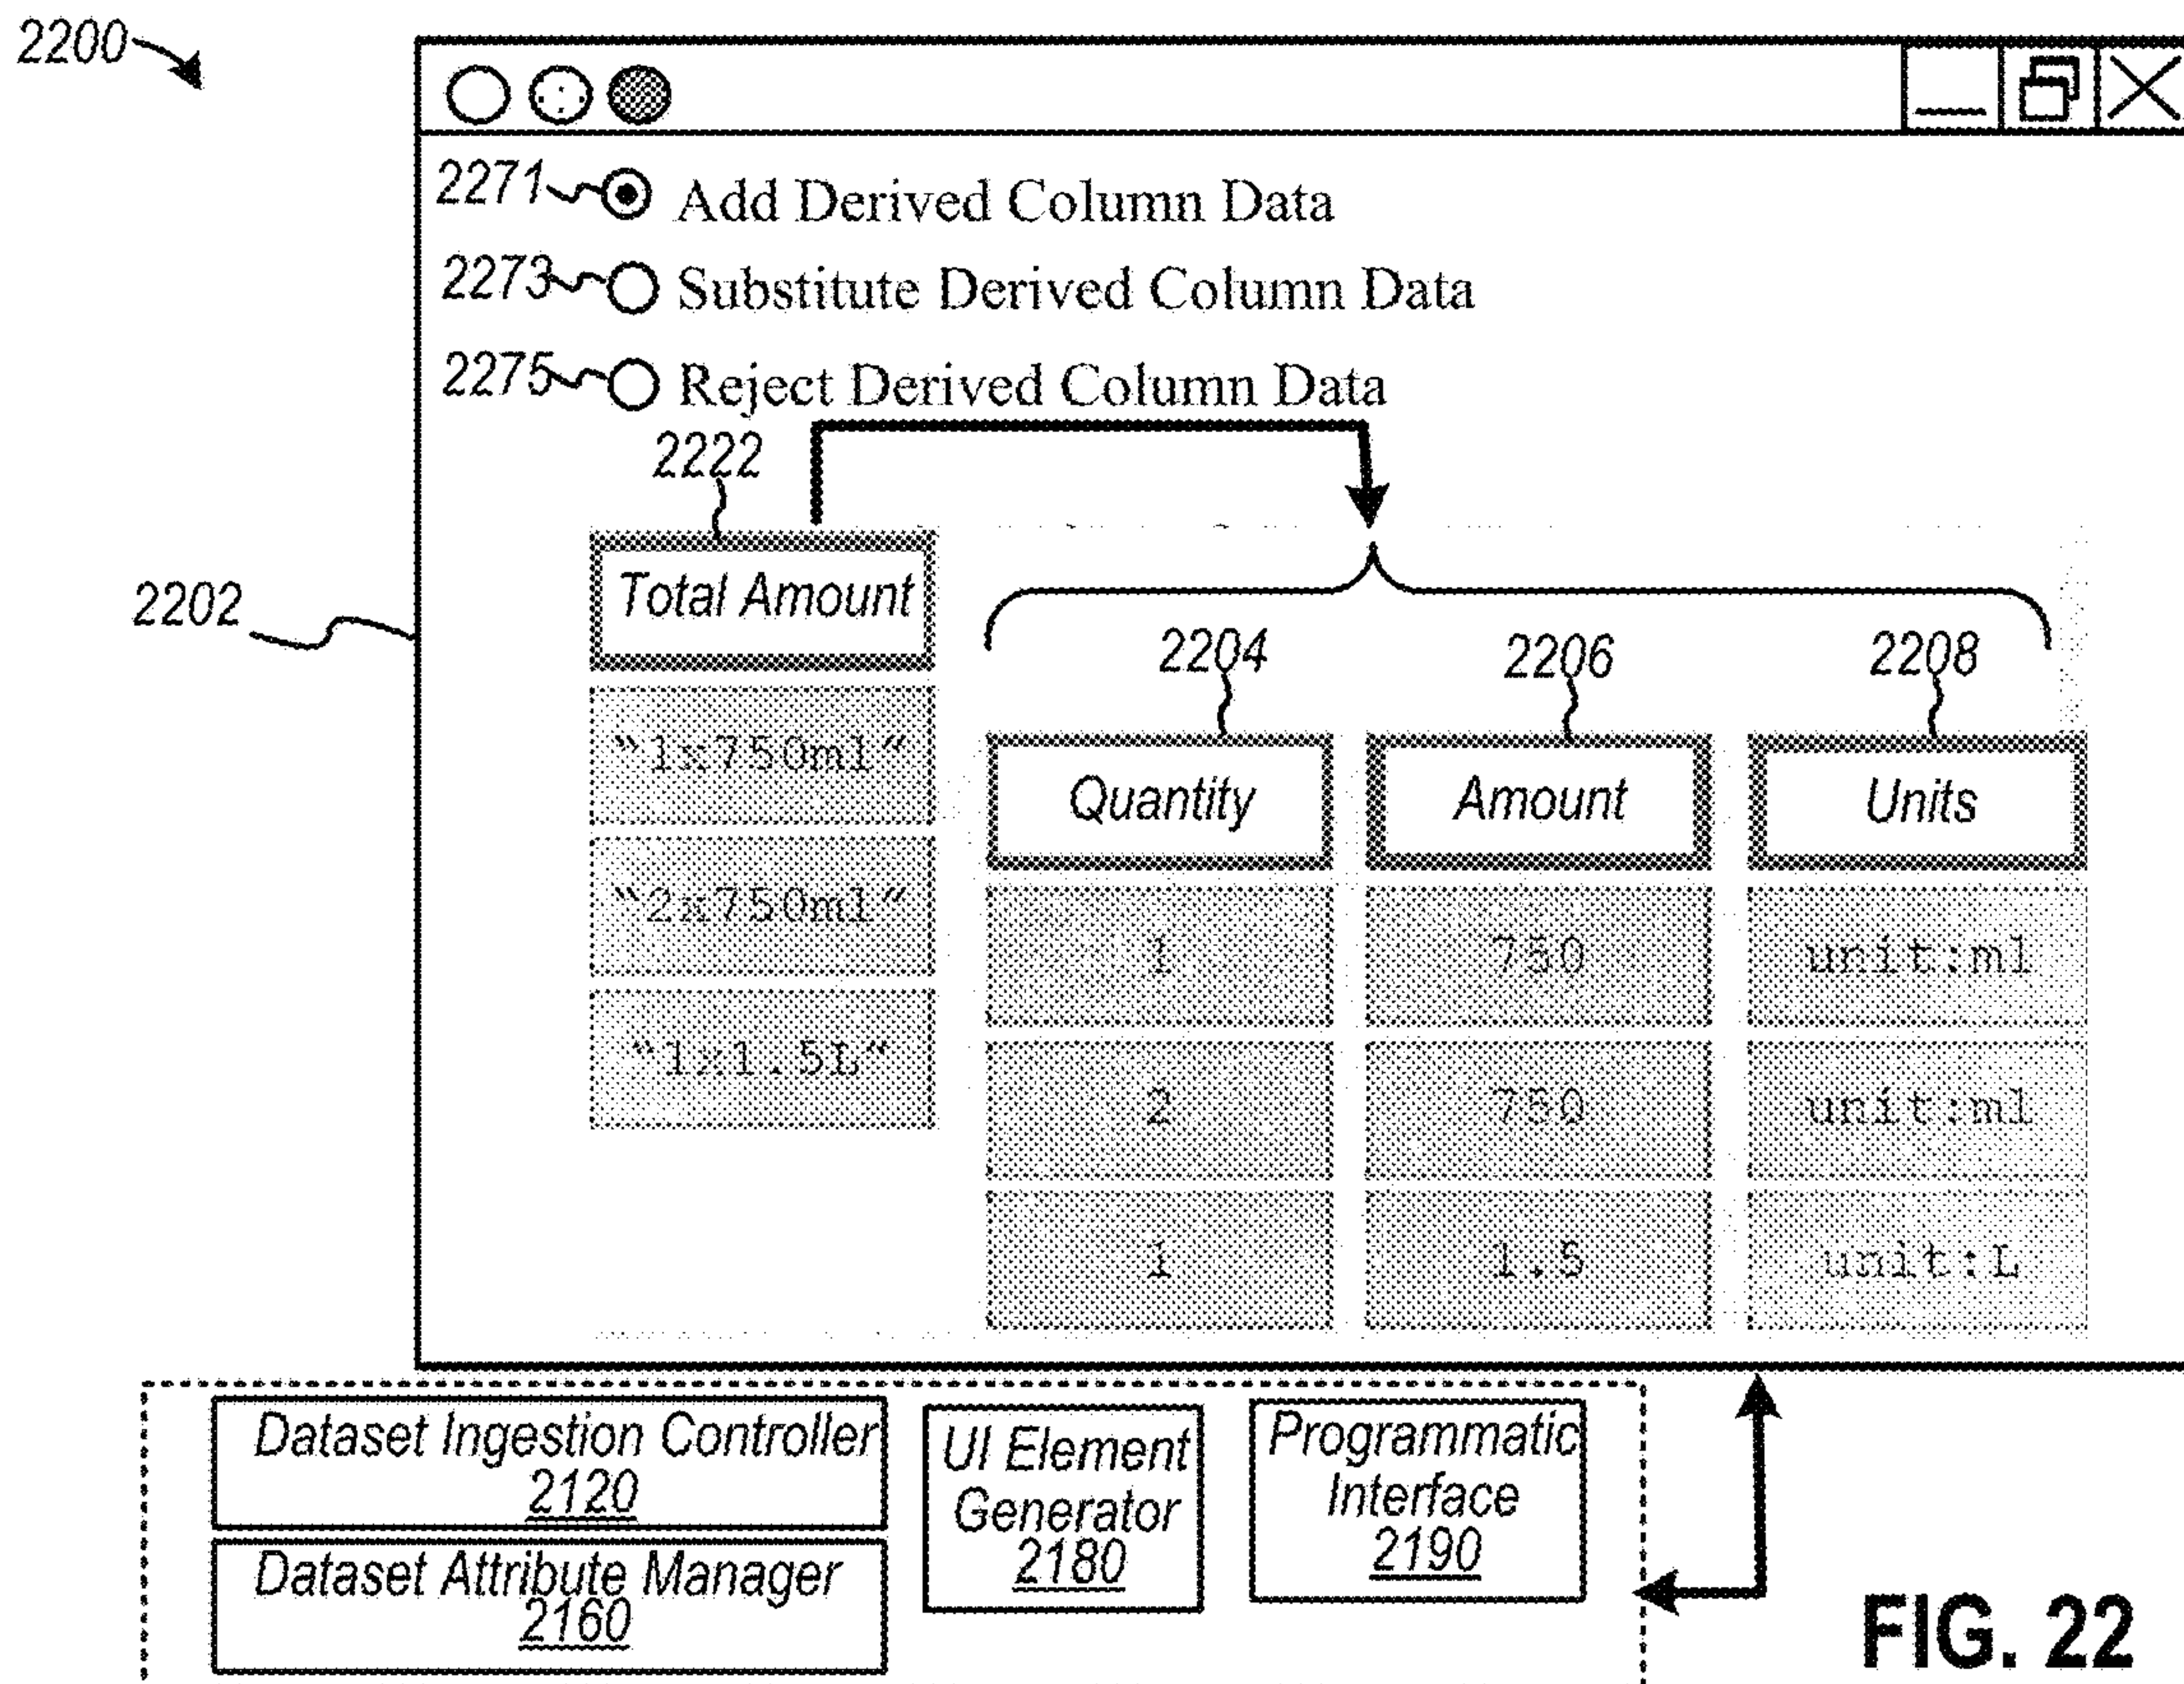 2200
2271 Add Derived Column Data
2273 Substitute Derived Column Data
2275 Reject Derived Column Data
2222
2202
Total Amount
"1x750ml"
"2x750ml"
"1x1.5L"
2204 2206 2208
Quantity Amount Units
1 750 unit:ml
2 750 unit:ml
1 1.5 unit:L
Dataset Ingestion Controller
2120
Dataset Attribute Manager
2160
UI Element
Generator
2180
Programmatic
Interface
2190
FIG. 22